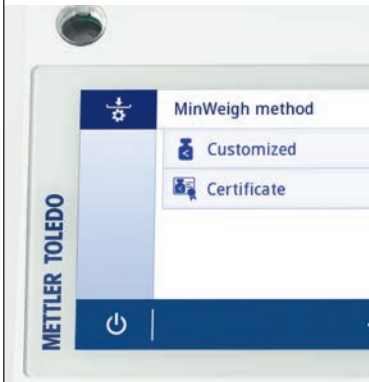 MinWeigh method
Customized
Certificate
METTLER TOLEDO